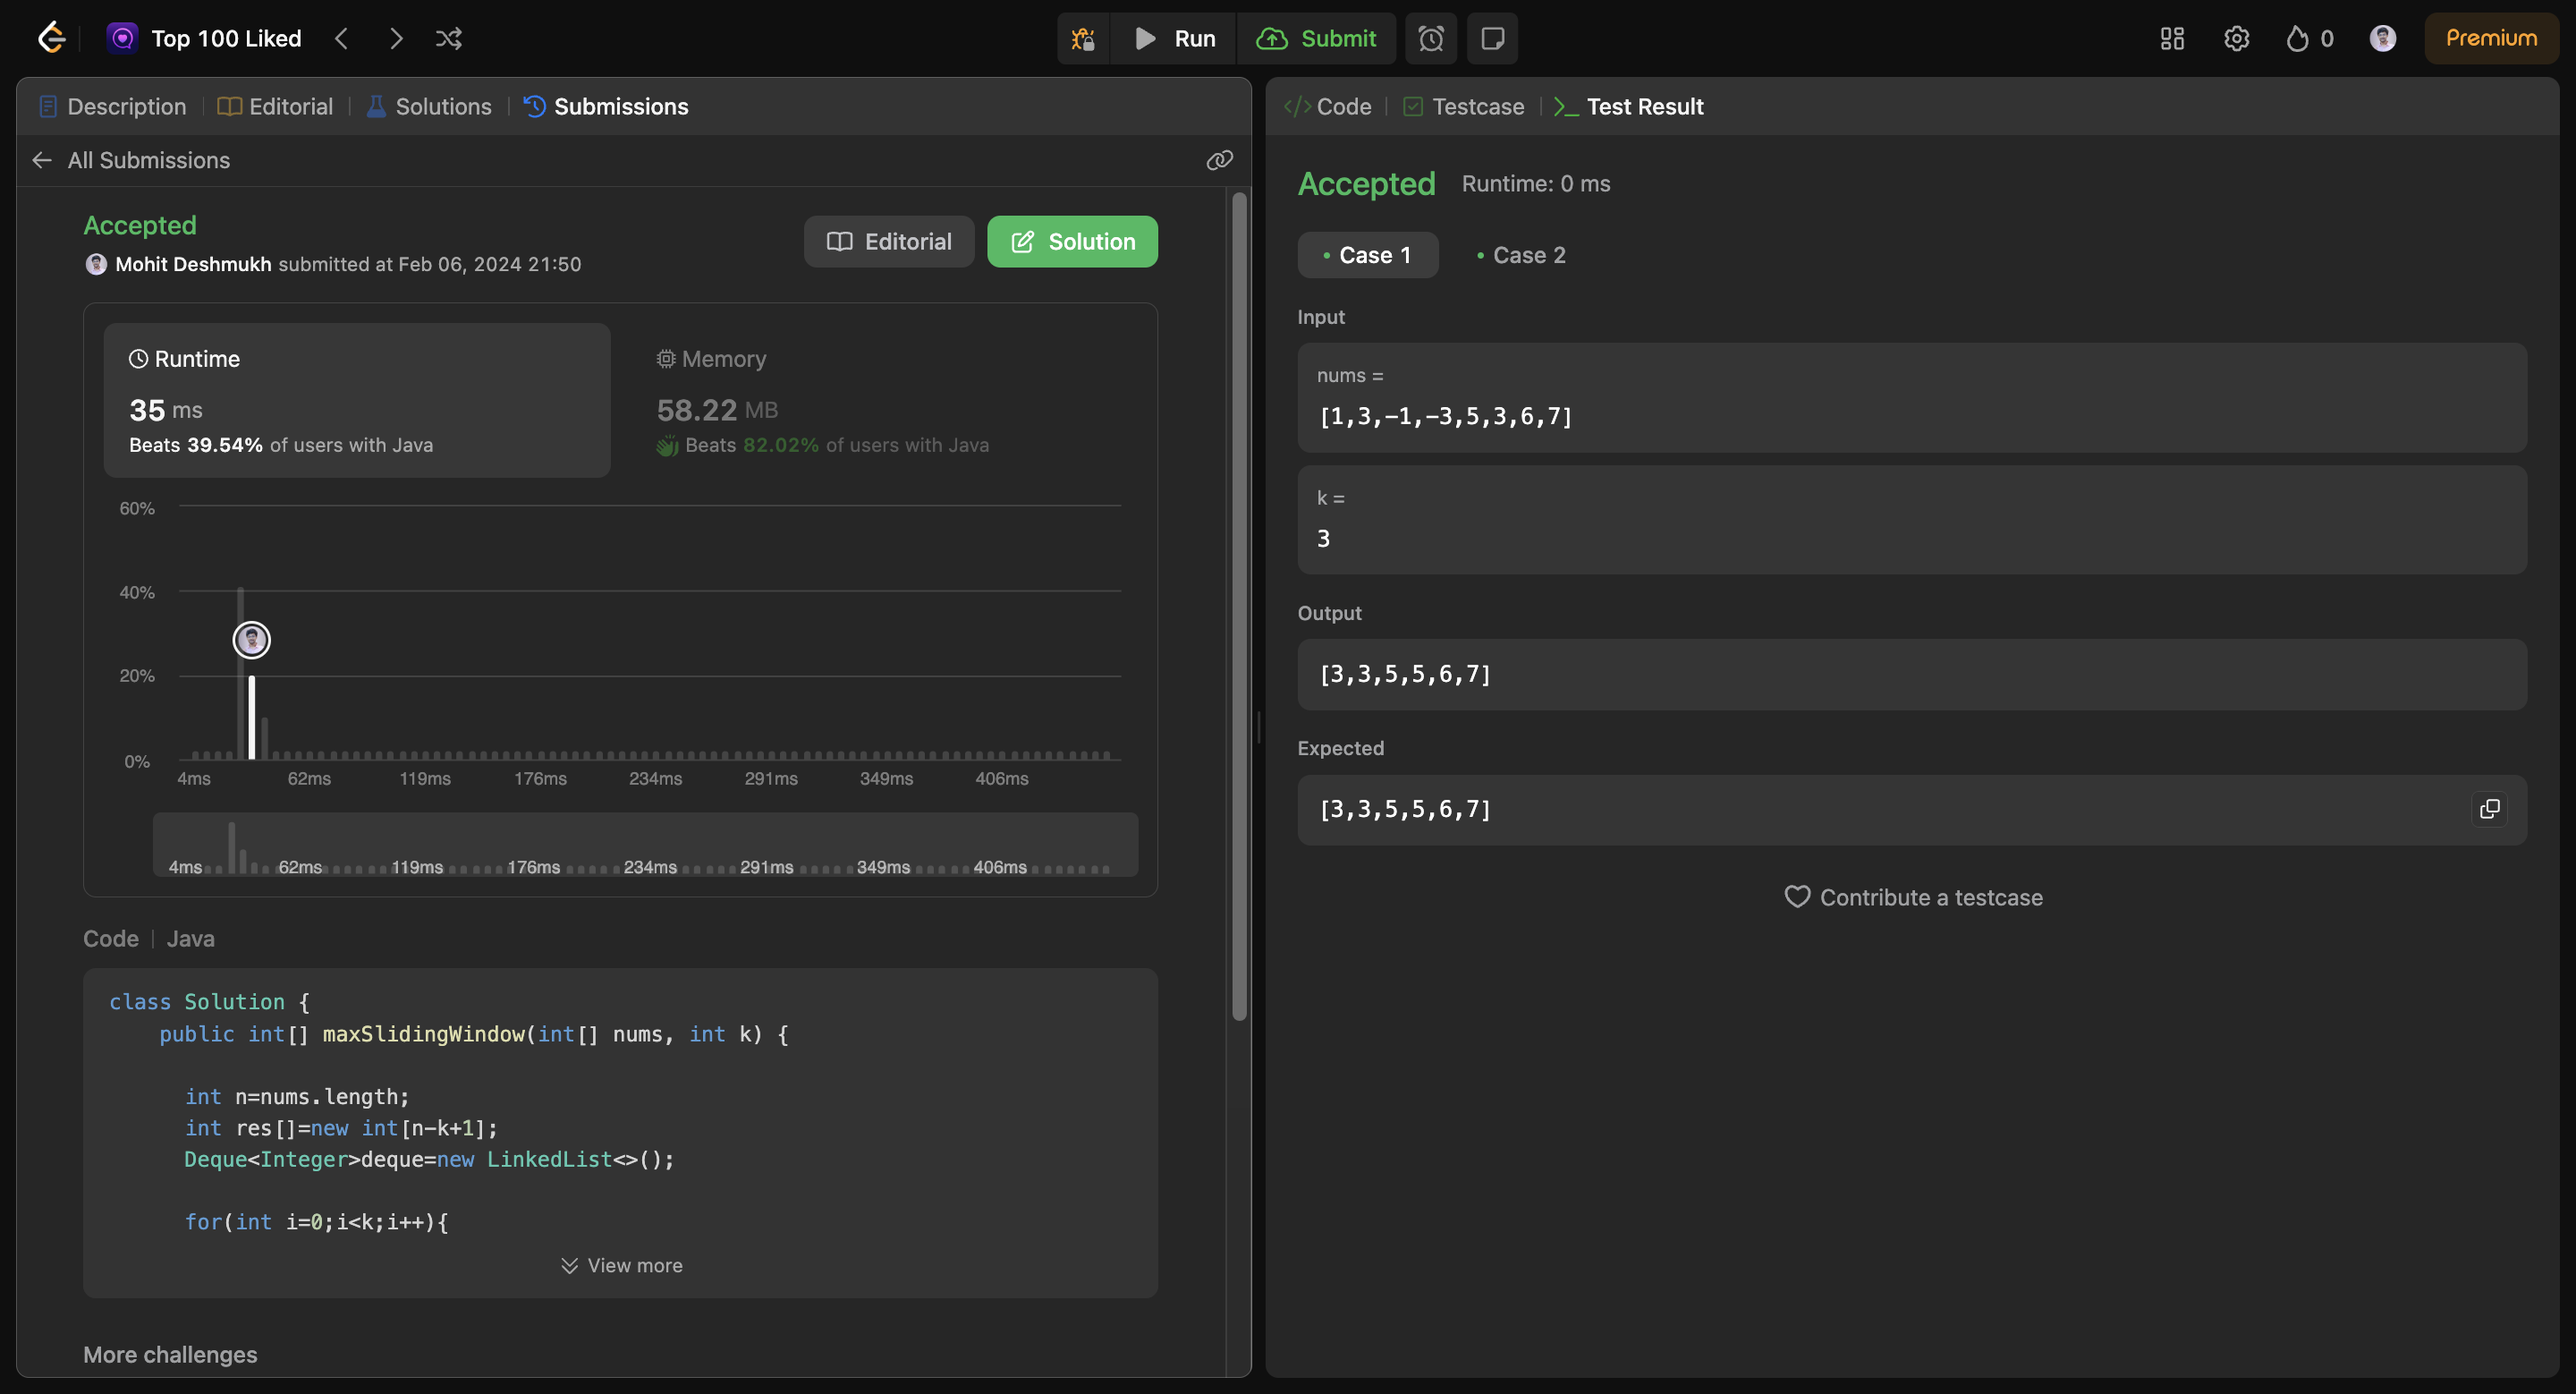 Top 100 Liked
Run
Submit
0
Premium
Description
Editorial
Solutions
Submissions
All Submissions
Accepted
Mohit Deshmukh submitted at Feb 06, 2024 21:50
Editorial
Solution
Runtime
35 ms
Beats 39.54% of users with Java
Memory
58.22 MB
Beats 82.02% of users with Java
60%
40%
20%
0%
4ms 62ms 119ms 176ms 234ms 291ms 349ms 406ms
4ms 62ms 119ms 176ms 234ms 291ms 349ms 406ms
Code | Java
class Solution {
    public int[] maxSlidingWindow(int[] nums, int k) {
      int n=nums.length;
      int res[]=new int[n-k+1];
      Deque<Integer>deque=new LinkedList<>();
      for(int i=0;i<k;i++){
View more
More challenges
</> Code
Testcase
>_ Test Result
Accepted Runtime: 0 ms
• Case 1 • Case 2
Input
nums =
[1,3,-1,-3,5,3,6,7]
k =
3
Output
[3,3,5,5,6,7]
Expected
[3,3,5,5,6,7]
Contribute a testcase